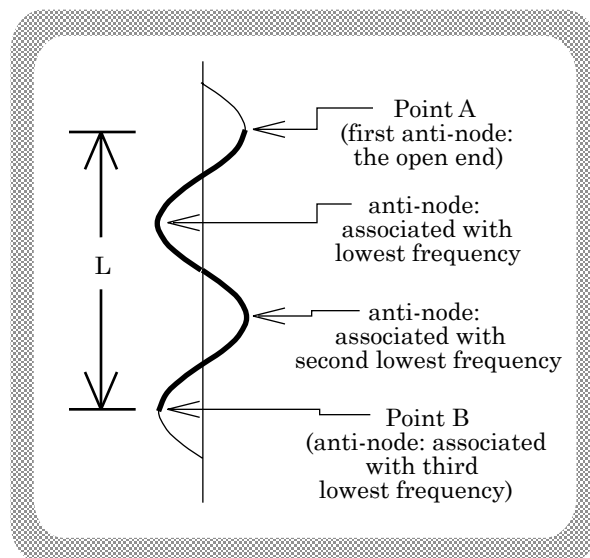 Point A
(first anti-node:
the open end)
anti-node:
associated with
lowest frequency
L
anti-node:
associated with
second lowest frequency
Point B
(anti-node: associated
with third
lowest frequency)